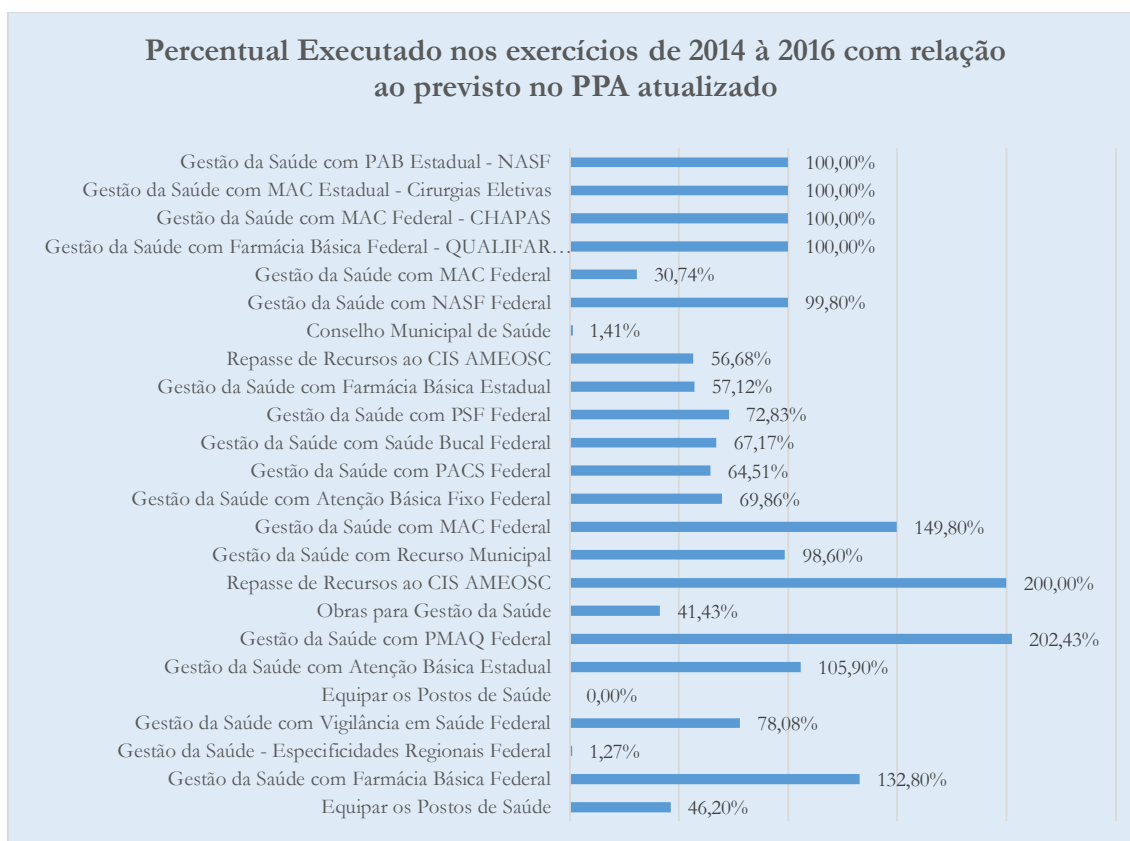 Percentual Executado nos exercícios de 2014 à 2016 com relação
ao previsto no PPA atualizado
Gestão da Saúde com PAB Estadual - NASF 100,00%
Gestão da Saúde com MAC Estadual - Cirurgias Eletivas 100,00%
Gestão da Saúde com MAC Federal - CHAPAS 100,00%
Gestão da Saúde com Farmácia Básica Federal - QUALIFAR… 100,00%
Gestão da Saúde com MAC Federal 30,74%
Gestão da Saúde com NASF Federal 99,80%
Conselho Municipal de Saúde 1,41%
Repasse de Recursos ao CIS AMEOSC 56,68%
Gestão da Saúde com Farmácia Básica Estadual 57,12%
Gestão da Saúde com PSF Federal 72,83%
Gestão da Saúde com Saúde Bucal Federal 67,17%
Gestão da Saúde com PACS Federal 64,51%
Gestão da Saúde com Atenção Básica Fixo Federal 69,86%
Gestão da Saúde com MAC Federal 149,80%
Gestão da Saúde com Recurso Municipal 98,60%
Repasse de Recursos ao CIS AMEOSC 200,00%
Obras para Gestão da Saúde 41,43%
Gestão da Saúde com PMAQ Federal 202,43%
Gestão da Saúde com Atenção Básica Estadual 105,90%
Equipar os Postos de Saúde 0,00%
Gestão da Saúde com Vigilância em Saúde Federal 78,08%
Gestão da Saúde - Especificidades Regionais Federal 1,27%
Gestão da Saúde com Farmácia Básica Federal 132,80%
Equipar os Postos de Saúde 46,20%